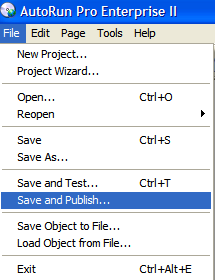 AutoRun Pro Enterprise II
File Edit Page Tools Help
New Project...
Project Wizard...
Open... Ctrl+O
Reopen
Save Ctrl+S
Save As...
Save and Test... Ctrl+T
Save and Publish...
Save Object to File...
Load Object from File...
Exit Ctrl+Alt+E